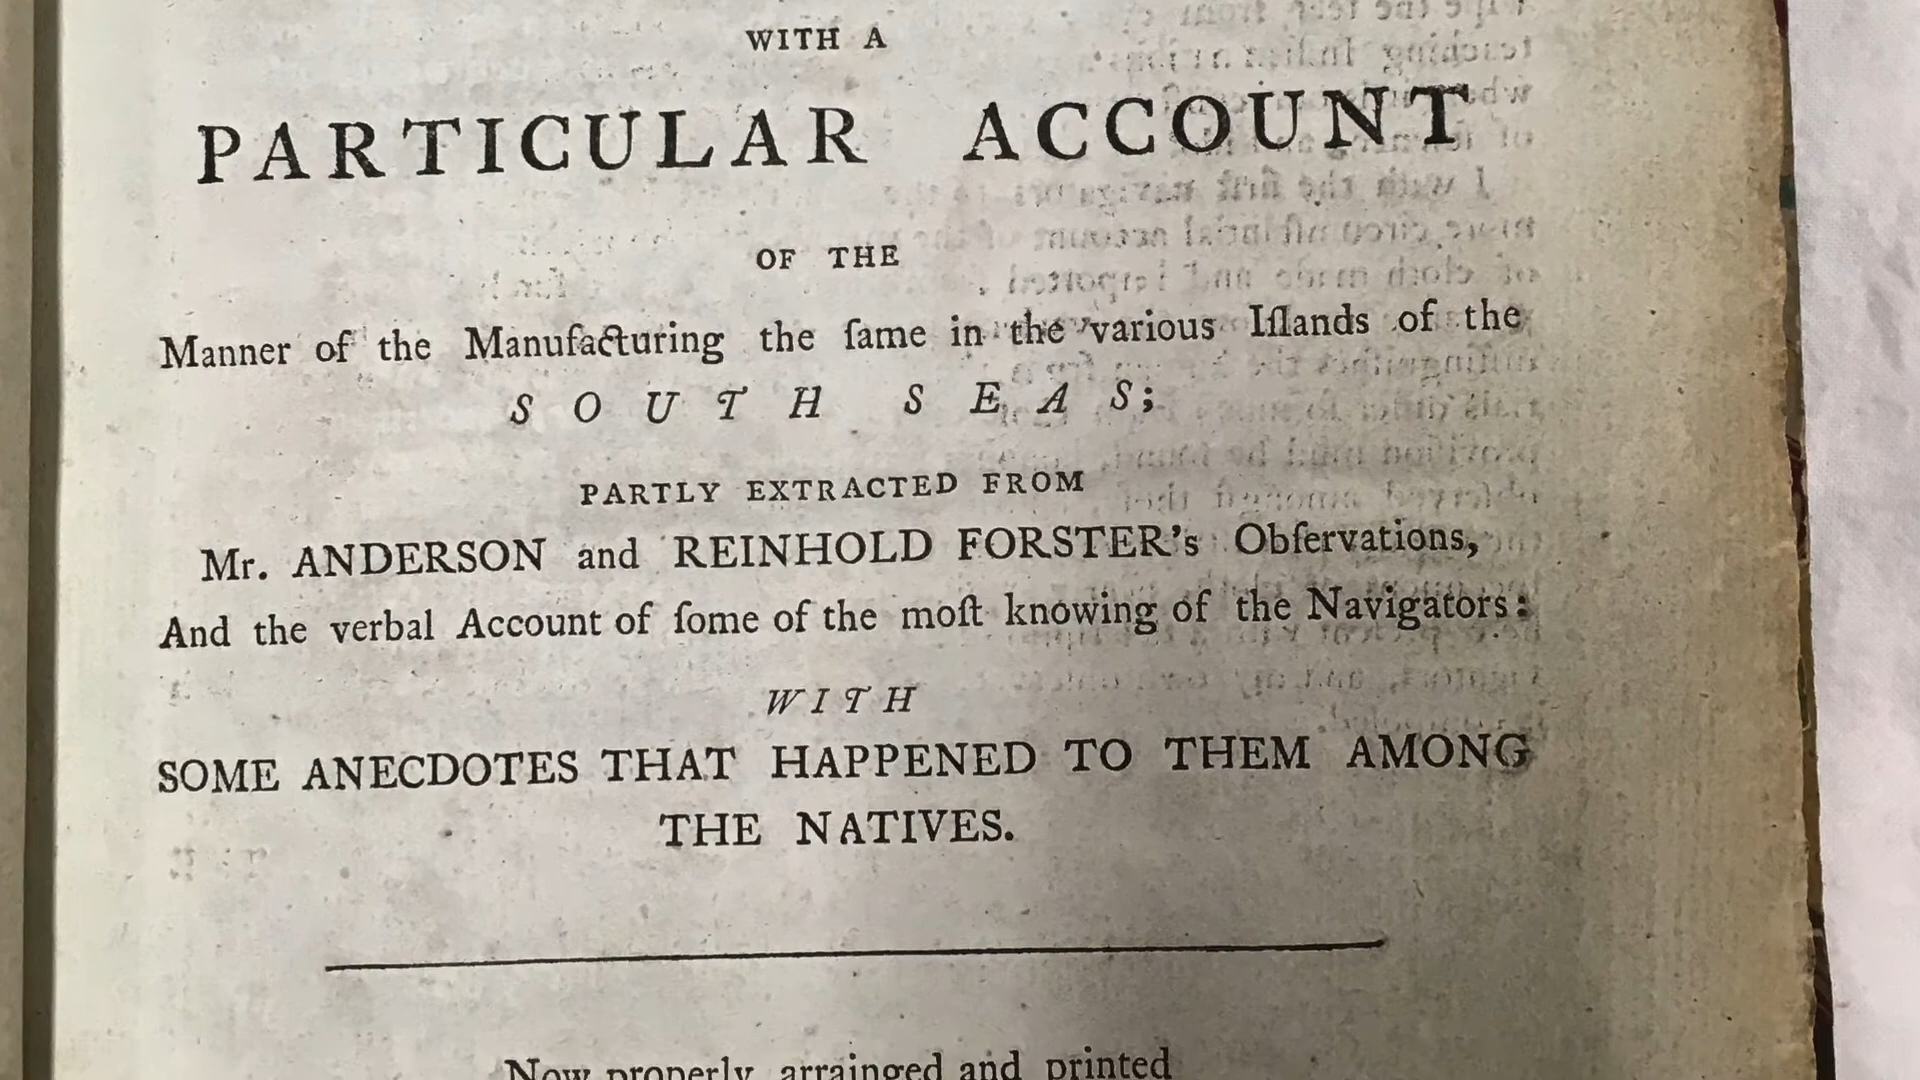 WITH A
PARTICULAR ACCOUNT
OF THE
Manner of the Manufacturing the ſame in the various Iſlands of the
SOUTH SEAS;
PARTLY EXTRACTED FROM
Mr. ANDERSON and REINHOLD FORSTER's Obſervations,
And the verbal Account of ſome of the moſt knowing of the Navigators:
WITH
SOME ANECDOTES THAT HAPPENED TO THEM AMONG
THE NATIVES.
Now properly arrainged and printed